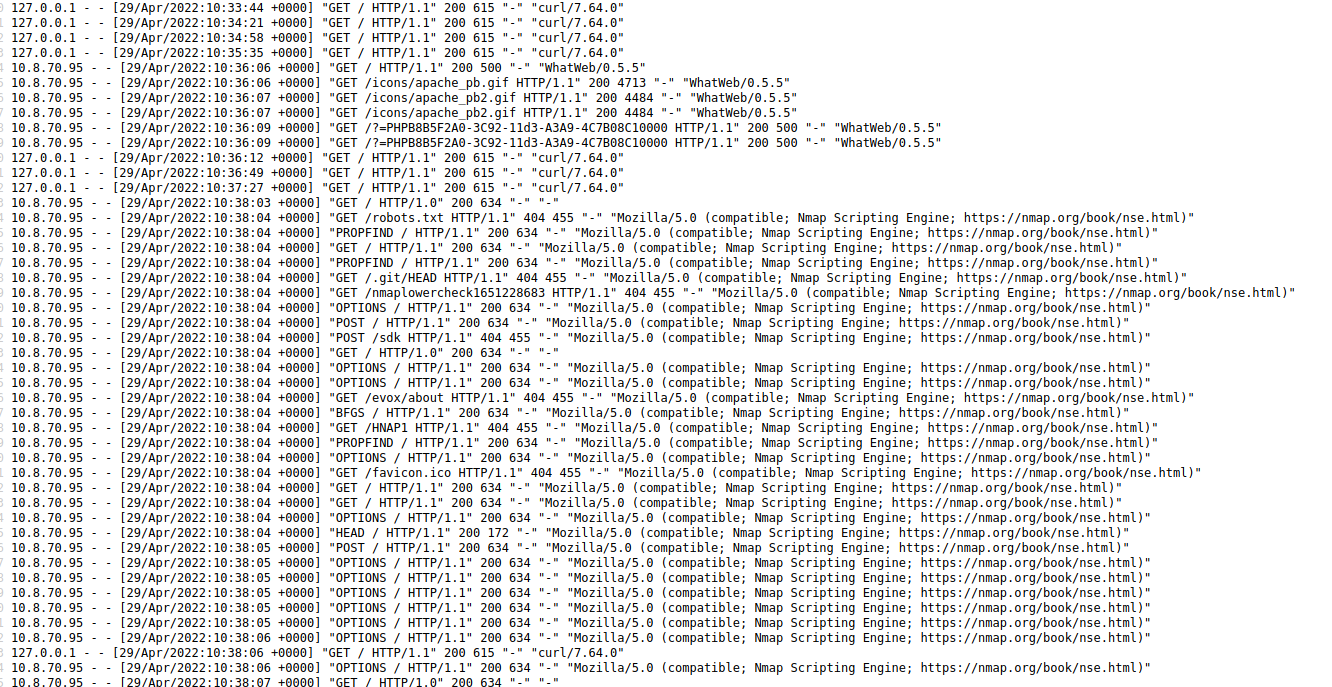 127.0.0.1 - - [29/Apr/2022:10:33:44 +0000] "GET / HTTP/1.1" 200 615 "-" "curl/7.64.0"
127.0.0.1 - - [29/Apr/2022:10:34:21 +0000] "GET / HTTP/1.1" 200 615 "-" "curl/7.64.0"
127.0.0.1 - - [29/Apr/2022:10:34:58 +0000] "GET / HTTP/1.1" 200 615 "-" "curl/7.64.0"
127.0.0.1 - - [29/Apr/2022:10:35:35 +0000] "GET / HTTP/1.1" 200 615 "-" "curl/7.64.0"
10.8.70.95 - - [29/Apr/2022:10:36:06 +0000] "GET / HTTP/1.1" 200 500 "-" "WhatWeb/0.5.5"
10.8.70.95 - - [29/Apr/2022:10:36:06 +0000] "GET /icons/apache_pb.gif HTTP/1.1" 200 4713 "-" "WhatWeb/0.5.5"
10.8.70.95 - - [29/Apr/2022:10:36:07 +0000] "GET /icons/apache_pb2.gif HTTP/1.1" 200 4484 "-" "WhatWeb/0.5.5"
10.8.70.95 - - [29/Apr/2022:10:36:07 +0000] "GET /icons/apache_pb2.gif HTTP/1.1" 200 4484 "-" "WhatWeb/0.5.5"
10.8.70.95 - - [29/Apr/2022:10:36:09 +0000] "GET /?=PHPB8B5F2A0-3C92-11d3-A3A9-4C7B08C10000 HTTP/1.1" 200 500 "-" "WhatWeb/0.5.5"
10.8.70.95 - - [29/Apr/2022:10:36:09 +0000] "GET /?=PHPB8B5F2A0-3C92-11d3-A3A9-4C7B08C10000 HTTP/1.1" 200 500 "-" "WhatWeb/0.5.5"
127.0.0.1 - - [29/Apr/2022:10:36:12 +0000] "GET / HTTP/1.1" 200 615 "-" "curl/7.64.0"
127.0.0.1 - - [29/Apr/2022:10:36:49 +0000] "GET / HTTP/1.1" 200 615 "-" "curl/7.64.0"
127.0.0.1 - - [29/Apr/2022:10:37:27 +0000] "GET / HTTP/1.1" 200 615 "-" "curl/7.64.0"
10.8.70.95 - - [29/Apr/2022:10:38:03 +0000] "GET / HTTP/1.0" 200 634 "-" "-"
10.8.70.95 - - [29/Apr/2022:10:38:04 +0000] "GET /robots.txt HTTP/1.1" 404 455 "-" "Mozilla/5.0 (compatible; Nmap Scripting Engine; https://nmap.org/book/nse.html)"
10.8.70.95 - - [29/Apr/2022:10:38:04 +0000] "PROPFIND / HTTP/1.1" 200 634 "-" "Mozilla/5.0 (compatible; Nmap Scripting Engine; https://nmap.org/book/nse.html)"
10.8.70.95 - - [29/Apr/2022:10:38:04 +0000] "GET / HTTP/1.1" 200 634 "-" "Mozilla/5.0 (compatible; Nmap Scripting Engine; https://nmap.org/book/nse.html)
10.8.70.95 - - [29/Apr/2022:10:38:04 +0000] "PROPFIND / HTTP/1.1" 200 634 "-" "Mozilla/5.0 (compatible; Nmap Scripting Engine; https://nmap.org/book/nse.html)"
10.8.70.95 - - [29/Apr/2022:10:38:04 +0000] "GET /.git/HEAD HTTP/1.1" 404 455 "-" "Mozilla/5.0 (compatible; Nmap Scripting Engine; https://nmap.org/book/nse.html)"
10.8.70.95 - - [29/Apr/2022:10:38:04 +0000] "GET /nmaplowercheck1651228683 HTTP/1.1" 404 455 "-" "Mozilla/5.0 (compatible; Nmap Scripting Engine; https://nmap.org/book/nse.html)"
10.8.70.95 - - [29/Apr/2022:10:38:04 +0000] "OPTIONS / HTTP/1.1" 200 634 "-" "Mozilla/5.0 (compatible; Nmap Scripting Engine; https://nmap.org/book/nse.html)"
10.8.70.95 - - [29/Apr/2022:10:38:04 +0000] "POST / HTTP/1.1" 200 634 "-" "Mozilla/5.0 (compatible; Nmap Scripting Engine; https://nmap.org/book/nse.html)"
10.8.70.95 - - [29/Apr/2022:10:38:04 +0000] "POST /sdk HTTP/1.1" 404 455 "-" "Mozilla/5.0 (compatible; Nmap Scripting Engine; https://nmap.org/book/nse.html)"
10.8.70.95 - - [29/Apr/2022:10:38:04 +0000] "GET / HTTP/1.0" 200 634 "-" "-"
10.8.70.95 - - [29/Apr/2022:10:38:04 +0000] "OPTIONS / HTTP/1.1" 200 634 "-" "Mozilla/5.0 (compatible; Nmap Scripting Engine; https://nmap.org/book/nse.html)"
10.8.70.95 - - [29/Apr/2022:10:38:04 +0000] "OPTIONS / HTTP/1.1" 200 634 "-" "Mozilla/5.0 (compatible; Nmap Scripting Engine; https://nmap.org/book/nse.html)"
10.8.70.95 - - [29/Apr/2022:10:38:04 +0000] "GET /evox/about HTTP/1.1" 404 455 "-" "Mozilla/5.0 (compatible; Nmap Scripting Engine; https://nmap.org/book/nse.html)"
10.8.70.95 - - [29/Apr/2022:10:38:04 +0000] "BFGS / HTTP/1.1" 200 634 "-" "Mozilla/5.0 (compatible; Nmap Scripting Engine; https://nmap.org/book/nse.html)"
10.8.70.95 - - [29/Apr/2022:10:38:04 +0000] "GET /HNAP1 HTTP/1.1" 404 455 "-" "Mozilla/5.0 (compatible; Nmap Scripting Engine; https://nmap.org/book/nse.html)"
10.8.70.95 - - [29/Apr/2022:10:38:04 +0000] "PROPFIND / HTTP/1.1" 200 634 "-" "Mozilla/5.0 (compatible; Nmap Scripting Engine; https://nmap.org/book/nse.html)"
10.8.70.95 - - [29/Apr/2022:10:38:04 +0000] "OPTIONS / HTTP/1.1" 200 634 "-" "Mozilla/5.0 (compatible; Nmap Scripting Engine; https://nmap.org/book/nse.html)"
10.8.70.95 - - [29/Apr/2022:10:38:04 +0000] "GET /favicon.ico HTTP/1.1" 404 455 "-" "Mozilla/5.0 (compatible; Nmap Scripting Engine; https://nmap.org/book/nse.html)"
10.8.70.95 - - [29/Apr/2022:10:38:04 +0000] "GET / HTTP/1.1" 200 634 "-" "Mozilla/5.0 (compatible; Nmap Scripting Engine; https://nmap.org/book/nse.html)"
10.8.70.95 - - [29/Apr/2022:10:38:04 +0000] "GET / HTTP/1.1" 200 634 "-" "Mozilla/5.0 (compatible; Nmap Scripting Engine; https://nmap.org/book/nse.html)"
10.8.70.95 - - [29/Apr/2022:10:38:04 +0000] "OPTIONS / HTTP/1.1" 200 634 "-" "Mozilla/5.0 (compatible; Nmap Scripting Engine; https://nmap.org/book/nse.html)"
10.8.70.95 - - [29/Apr/2022:10:38:04 +0000] "HEAD / HTTP/1.1" 200 172 "-" "Mozilla/5.0 (compatible; Nmap Scripting Engine; https://nmap.org/book/nse.html)"
10.8.70.95 - - [29/Apr/2022:10:38:05 +0000] "POST / HTTP/1.1" 200 634 "-" "Mozilla/5.0 (compatible; Nmap Scripting Engine; https://nmap.org/book/nse.html)"
10.8.70.95 - - [29/Apr/2022:10:38:05 +0000] "OPTIONS / HTTP/1.1" 200 634 "-" "Mozilla/5.0 (compatible; Nmap Scripting Engine; https://nmap.org/book/nse.html)"
10.8.70.95 - - [29/Apr/2022:10:38:05 +0000] "OPTIONS / HTTP/1.1" 200 634 "-" "Mozilla/5.0 (compatible; Nmap Scripting Engine; https://nmap.org/book/nse.html)"
10.8.70.95 - - [29/Apr/2022:10:38:05 +0000] "OPTIONS / HTTP/1.1" 200 634 "-" "Mozilla/5.0 (compatible; Nmap Scripting Engine; https://nmap.org/book/nse.html)"
10.8.70.95 - - [29/Apr/2022:10:38:05 +0000] "OPTIONS / HTTP/1.1" 200 634 "-" "Mozilla/5.0 (compatible; Nmap Scripting Engine; https://nmap.org/book/nse.html)"
10.8.70.95 - - [29/Apr/2022:10:38:05 +0000] "OPTIONS / HTTP/1.1" 200 634 "-" "Mozilla/5.0 (compatible; Nmap Scripting Engine; https://nmap.org/book/nse.html)"
10.8.70.95 - - [29/Apr/2022:10:38:06 +0000] "OPTIONS / HTTP/1.1" 200 634 "-" "Mozilla/5.0 (compatible; Nmap Scripting Engine; https://nmap.org/book/nse.html)"
127.0.0.1 - - [29/Apr/2022:10:38:06 +0000] "GET / HTTP/1.1" 200 615 "-" "curl/7.64.0"
10.8.70.95 - - [29/Apr/2022:10:38:06 +0000] "OPTIONS / HTTP/1.1" 200 634 "-" "Mozilla/5.0 (compatible; Nmap Scripting Engine; https://nmap.org/book/nse.html)"
10.8.70.95 - - [29/Apr/2022:10:38:07 +0000] "GET / HTTP/1.0" 200 634 "-" "-"